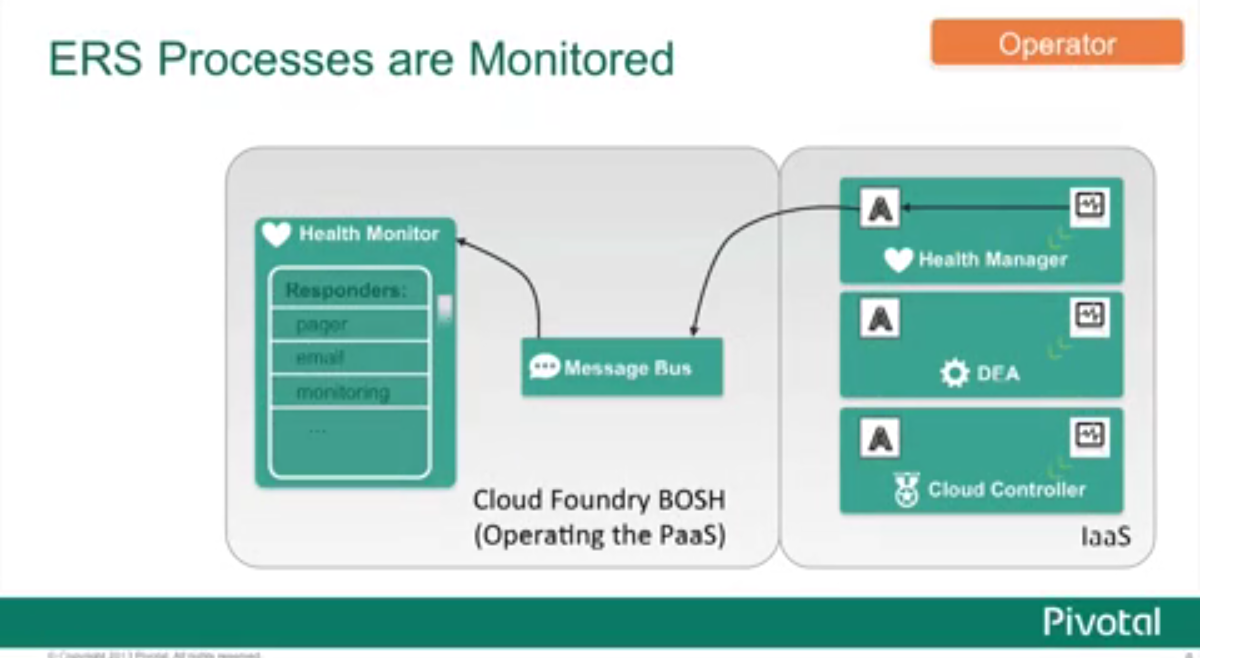 ERS Processes are Monitored
Operator
Health Monitor
Responders:
pager
email
monitoring
...
Message Bus
Cloud Foundry BOSH
(Operating the PaaS)
A
Health Manager
A
DEA
A
Cloud Controller
IaaS
Pivotal
© Copyright 2013 Pivotal. All rights reserved.